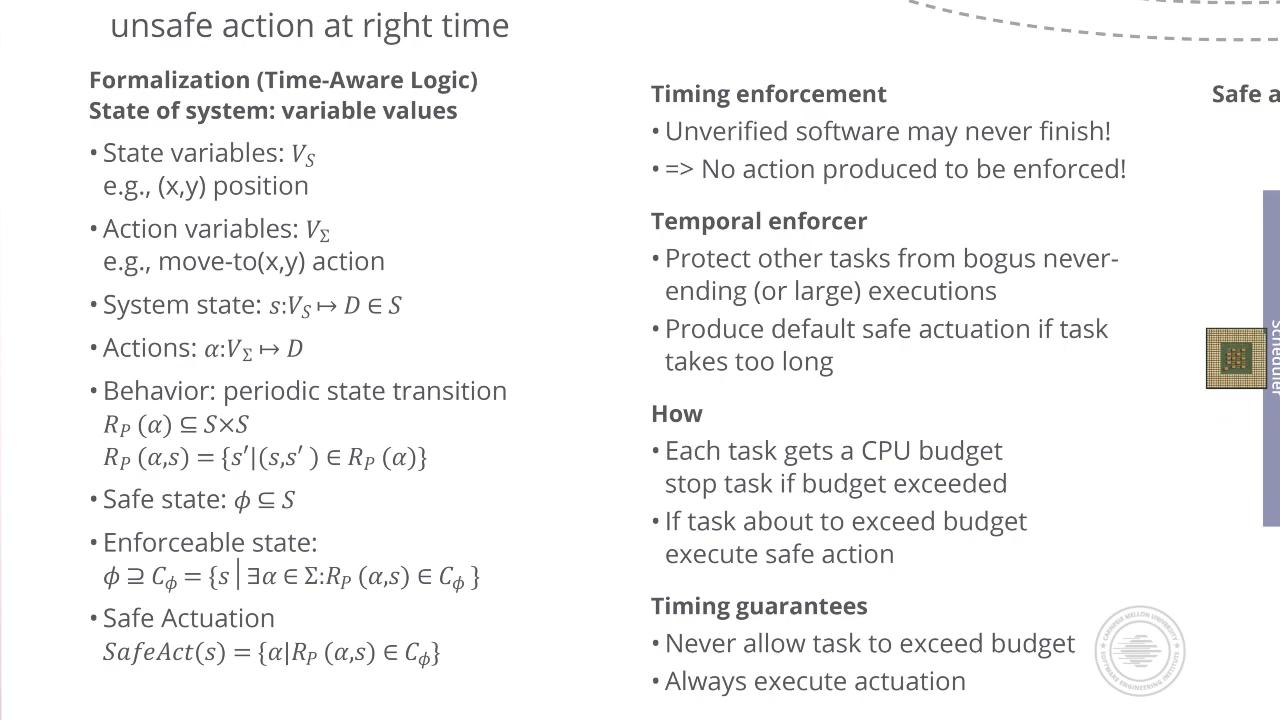 unsafe action at right time
Formalization (Time-Aware Logic)
State of system: variable values
• State variables: V_S
e.g., (x,y) position
• Action variables: V_Σ
e.g., move-to(x,y) action
• System state: s:V_S ↦ D ∈ S
• Actions: α:V_Σ ↦ D
• Behavior: periodic state transition
R_P (α) ⊆ S×S
R_P (α,s) = {s′|(s,s′ ) ∈ R_P (α)}
• Safe state: ϕ ⊆ S
• Enforceable state:
ϕ ⊇ C_ϕ = {s│∃α ∈ Σ:R_P (α,s) ∈ C_ϕ }
• Safe Actuation
SafeAct(s) = {α|R_P (α,s) ∈ C_ϕ}
Timing enforcement
• Unverified software may never finish!
• => No action produced to be enforced!
Temporal enforcer
• Protect other tasks from bogus never-
ending (or large) executions
• Produce default safe actuation if task
takes too long
How
• Each task gets a CPU budget
stop task if budget exceeded
• If task about to exceed budget
execute safe action
Timing guarantees
• Never allow task to exceed budget
• Always execute actuation
Safe a
Scheduler
CARNEGIE MELLON UNIVERSITY
SOFTWARE ENGINEERING INSTITUTE